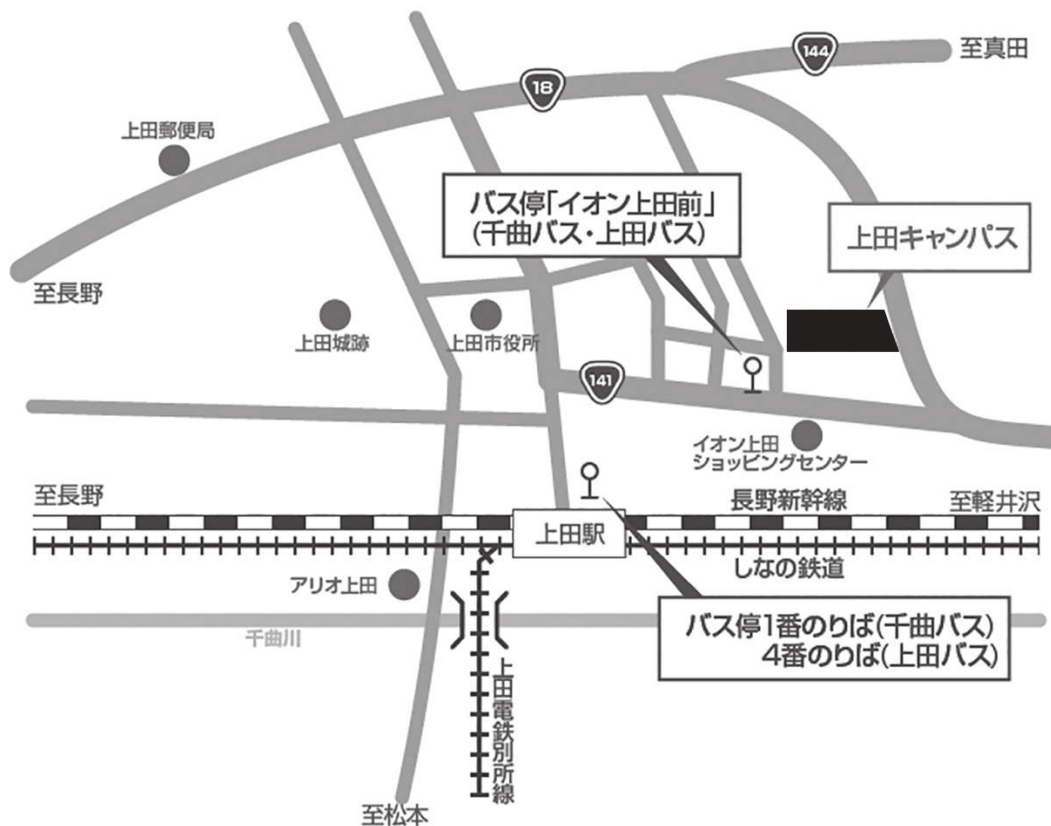 144
至真田
18
上田郵便局
バス停「イオン上田前」
(千曲バス・上田バス)
上田キャンパス
至長野
上田城跡
上田市役所
141
イオン上田
ショッピングセンター
至長野
長野新幹線
至軽井沢
上田駅
しなの鉄道
アリオ上田
千曲川
バス停1番のりば(千曲バス)
4番のりば(上田バス)
上田電鉄別所線
至松本